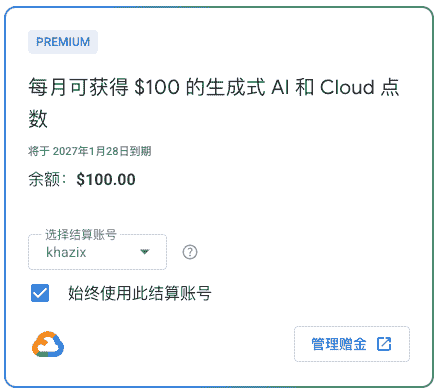 PREMIUM
每月可获得 $100 的生成式 AI 和 Cloud 点
数
将于 2027年1月28日到期
余额：$100.00
选择结算账号
khazix
始终使用此结算账号
管理赠金